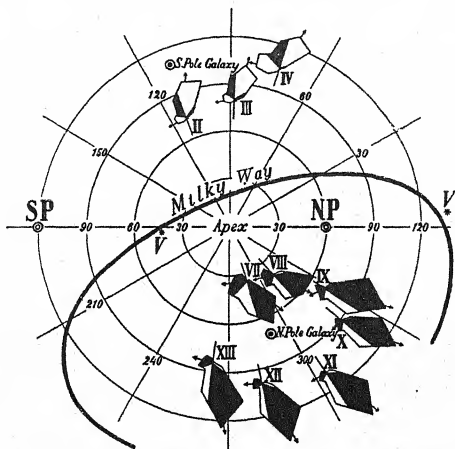 S.Pole Galaxy
IV
120
60
III
II
150
30
Milky Way
V
SP
90
60
Apex
30
NP
90
120
V
30
VII
VIII
IX
210
N.Pole Galaxy
X
XIII
240
300
XI
XII